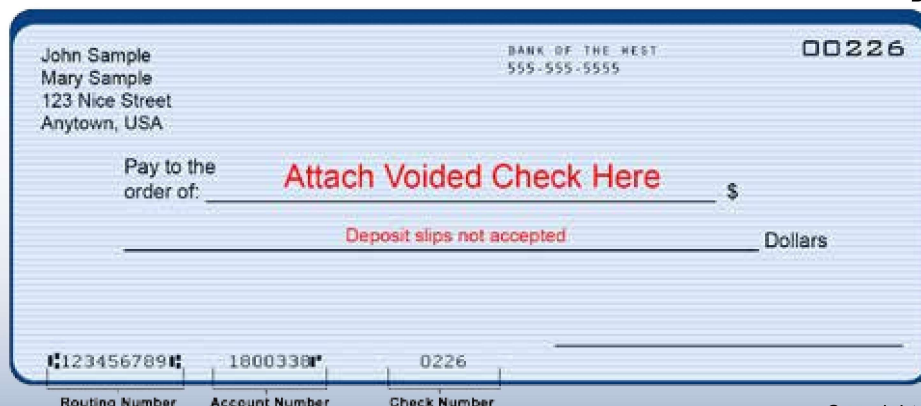 John Sample
Mary Sample
123 Nice Street
Anytown, USA
BANK OF THE WEST
555-555-5555
00226
Pay to the
order of:
Attach Voided Check Here
$
Deposit slips not accepted
Dollars
⑆123456789⑆ 1800338⑈ 0226
Routing Number Account Number Check Number